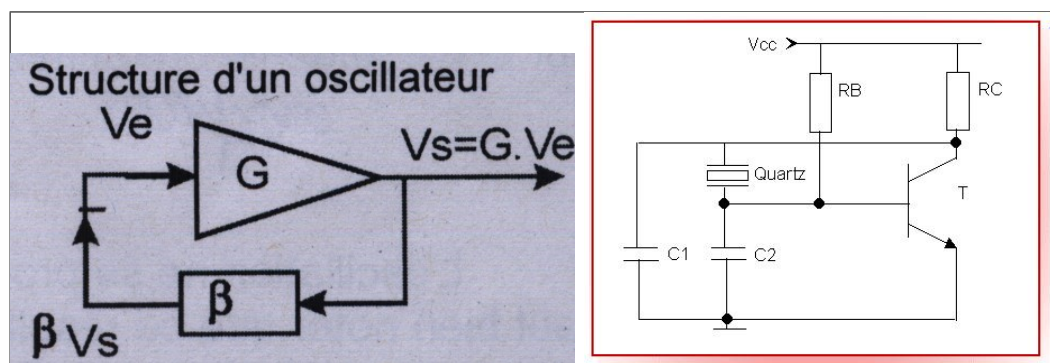 Structure d'un oscillateur
Ve
Vs=G.Ve
G
β
βVs
Vcc
RB
RC
Quartz
T
C1
C2